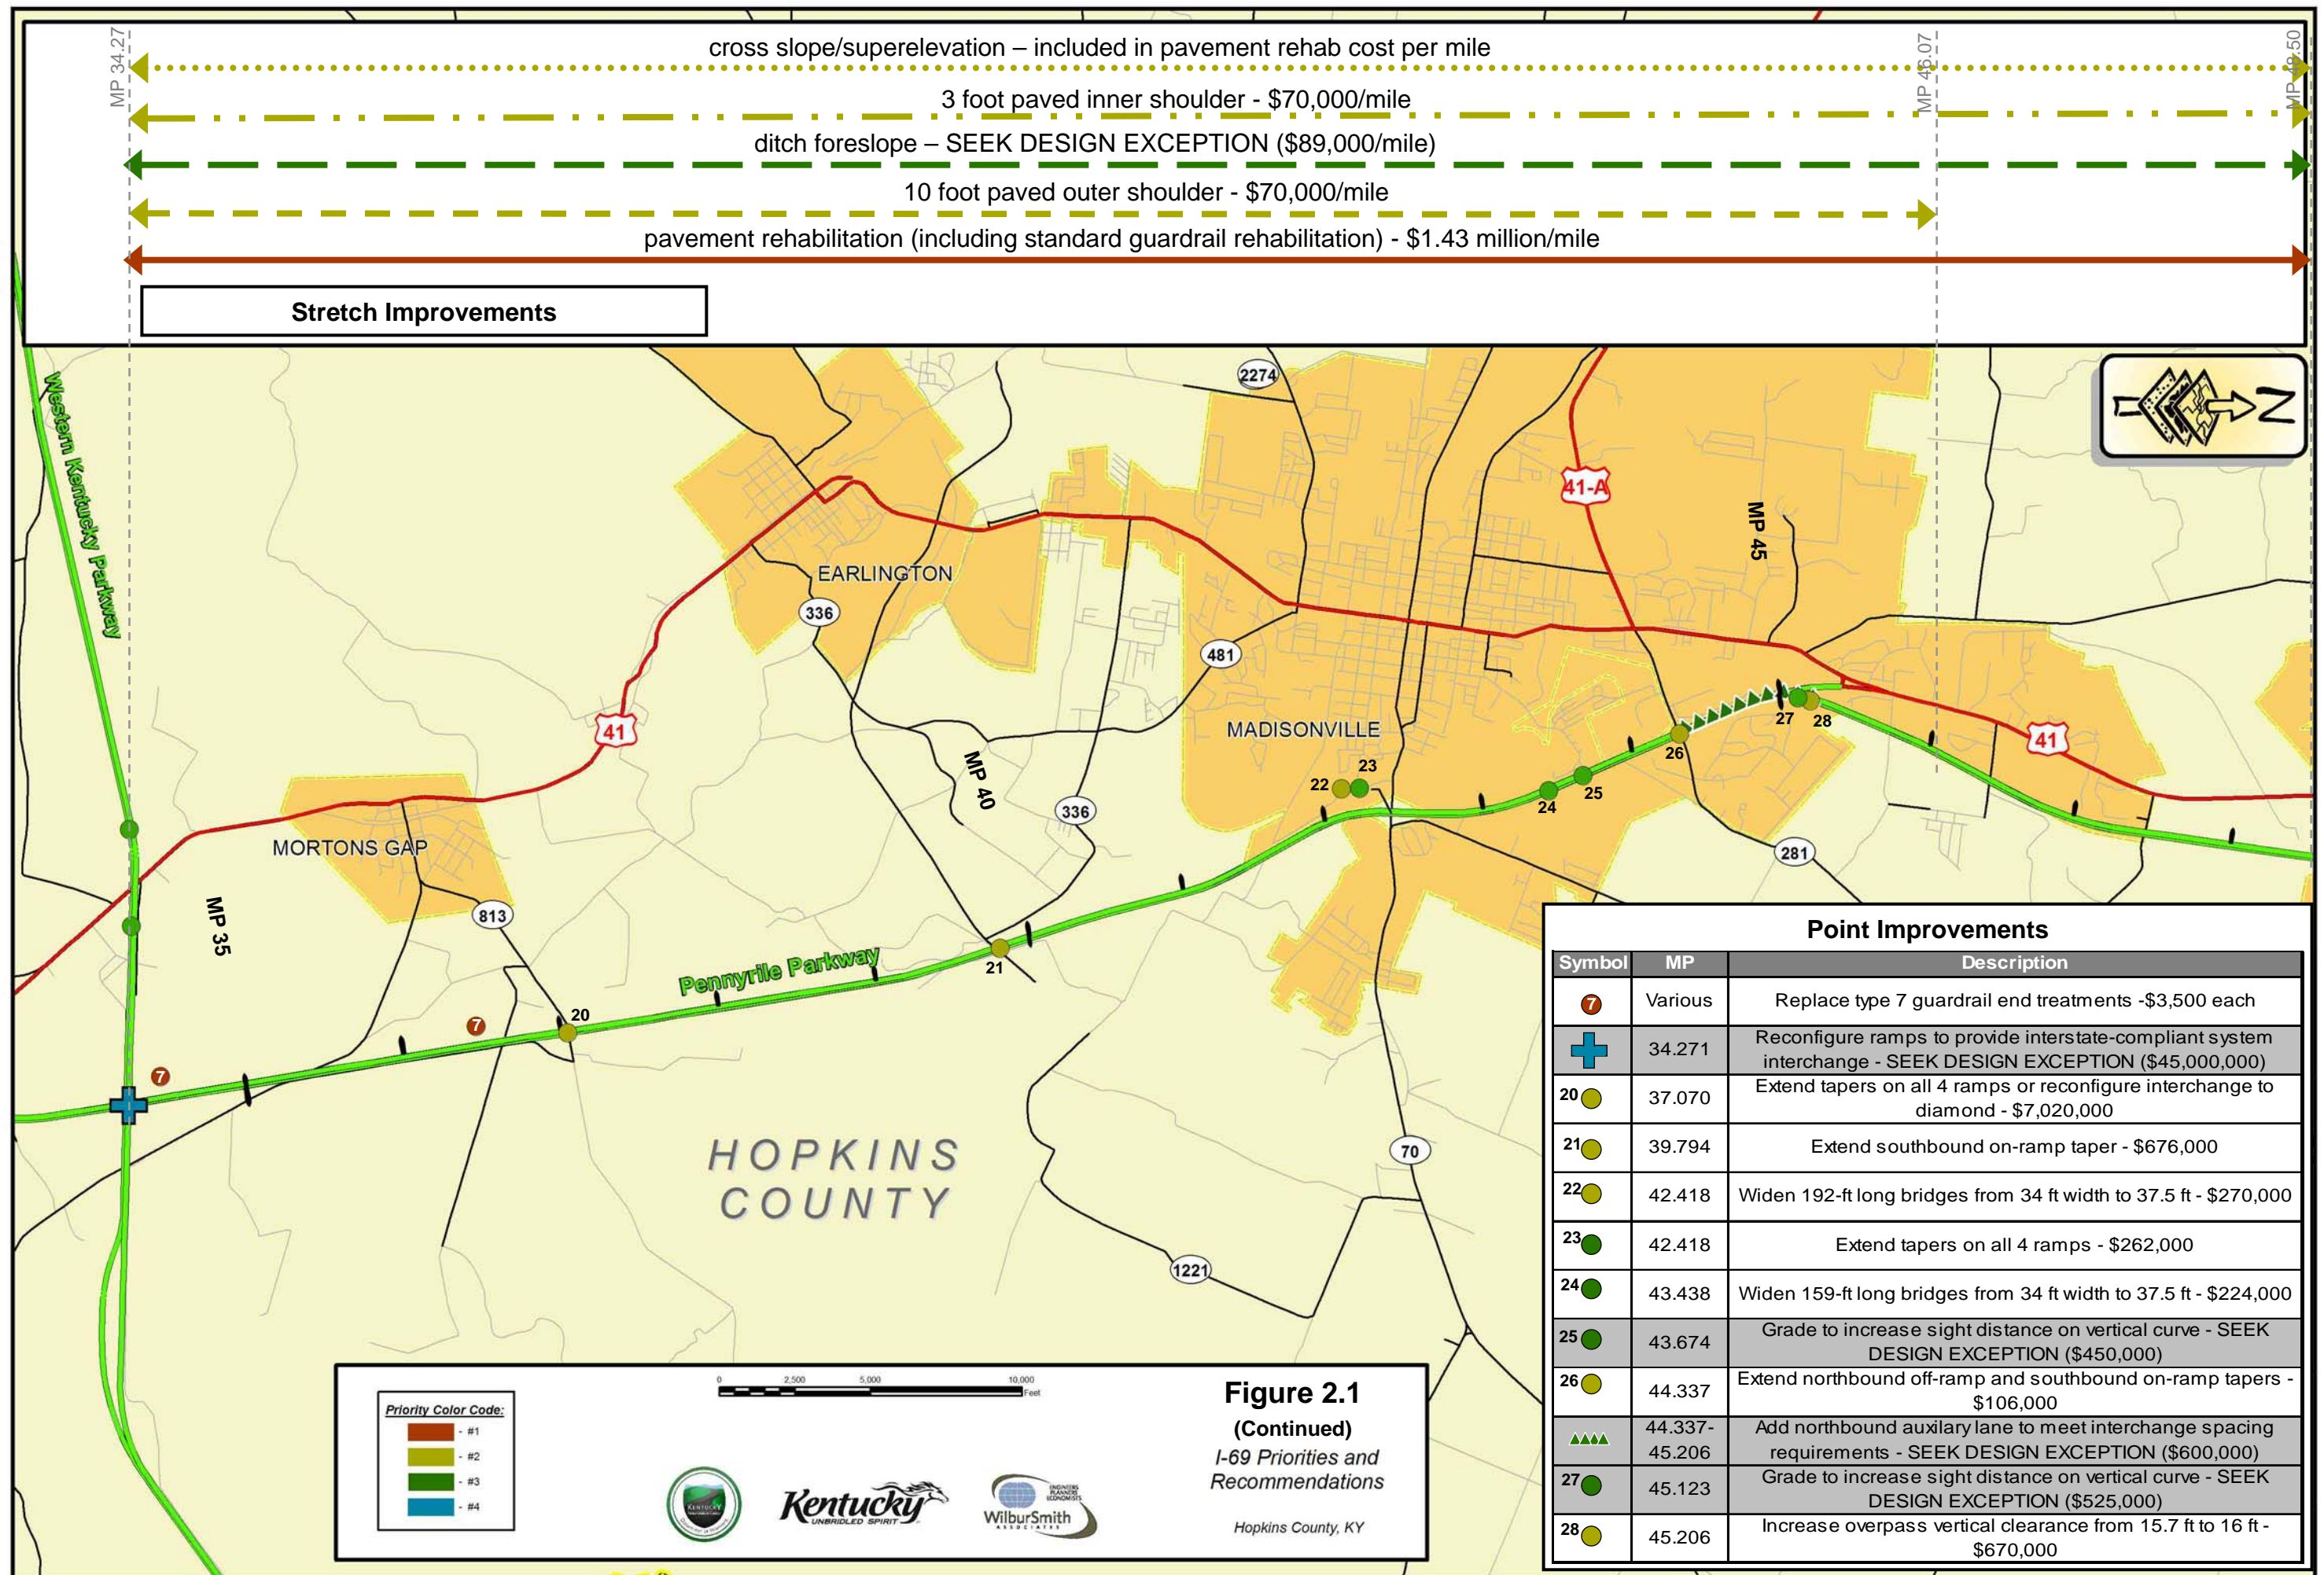 MP 34.27
MP 46.07
MP 48.50
cross slope/superelevation – included in pavement rehab cost per mile
3 foot paved inner shoulder - $70,000/mile
ditch foreslope – SEEK DESIGN EXCEPTION ($89,000/mile)
10 foot paved outer shoulder - $70,000/mile
pavement rehabilitation (including standard guardrail rehabilitation) - $1.43 million/mile
Stretch Improvements
Western Kentucky Parkway
2274
N
41-A
MP 45
EARLINGTON
336
481
41
MADISONVILLE
MP 40
336
22
23
24
25
26
27
28
41
281
MORTONS GAP
813
MP 35
Pennyrile Parkway
21
20
7
7
HOPKINS
COUNTY
70
1221
Point Improvements
Symbol MP Description
7 Various Replace type 7 guardrail end treatments -$3,500 each
34.271 Reconfigure ramps to provide interstate-compliant system
interchange - SEEK DESIGN EXCEPTION ($45,000,000)
20 37.070 Extend tapers on all 4 ramps or reconfigure interchange to
diamond - $7,020,000
21 39.794 Extend southbound on-ramp taper - $676,000
22 42.418 Widen 192-ft long bridges from 34 ft width to 37.5 ft - $270,000
23 42.418 Extend tapers on all 4 ramps - $262,000
24 43.438 Widen 159-ft long bridges from 34 ft width to 37.5 ft - $224,000
25 43.674 Grade to increase sight distance on vertical curve - SEEK
DESIGN EXCEPTION ($450,000)
26 44.337 Extend northbound off-ramp and southbound on-ramp tapers -
$106,000
44.337-
45.206 Add northbound auxilary lane to meet interchange spacing
requirements - SEEK DESIGN EXCEPTION ($600,000)
27 45.123 Grade to increase sight distance on vertical curve - SEEK
DESIGN EXCEPTION ($525,000)
28 45.206 Increase overpass vertical clearance from 15.7 ft to 16 ft -
$670,000
Priority Color Code:
- #1
- #2
- #3
- #4
0 2,500 5,000 10,000
Feet
KENTUCKY
Kentucky
UNBRIDLED SPIRIT
ENGINEERS
PLANNERS
ECONOMISTS
WilburSmith
ASSOCIATES
Figure 2.1
(Continued)
I-69 Priorities and
Recommendations
Hopkins County, KY